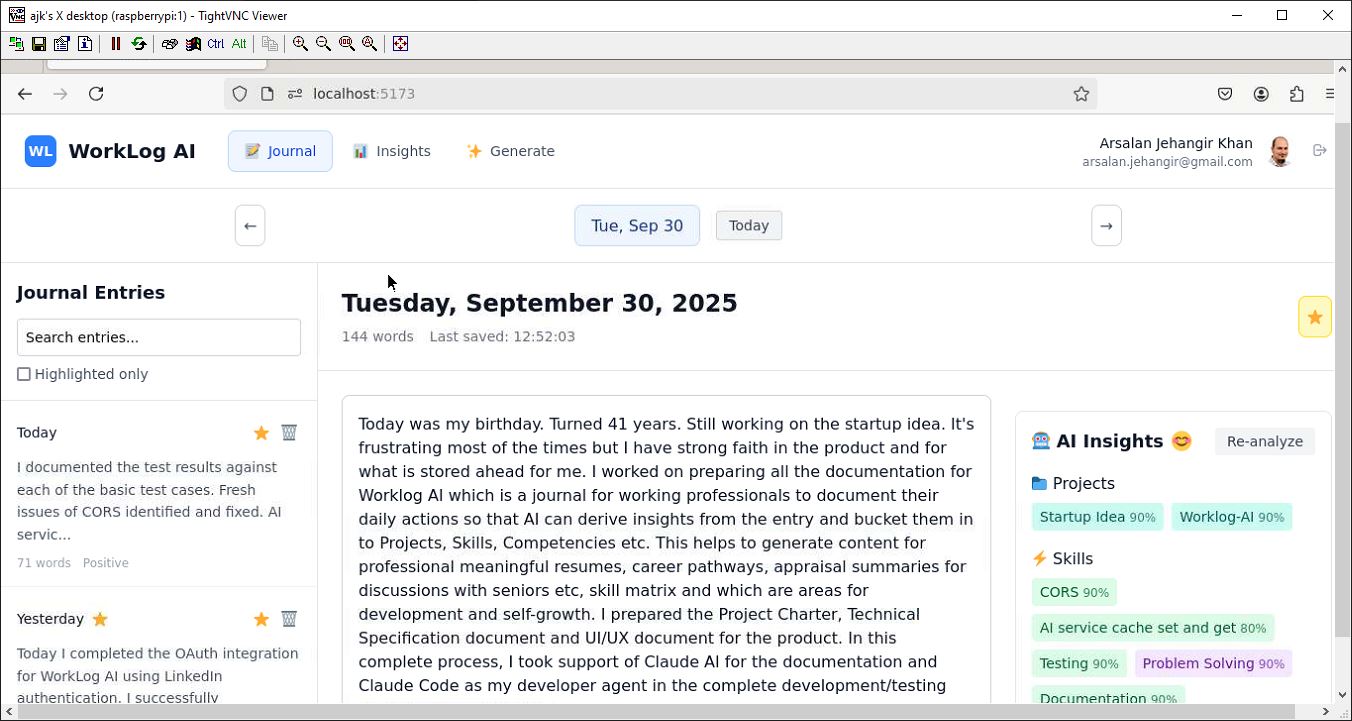 ajk's X desktop (raspberrypi:1) - TightVNC Viewer
Ctrl Alt
localhost:5173
WL WorkLog AI
Journal
Insights
Generate
Arsalan Jehangir Khan
arsalan.jehangir@gmail.com
←
Tue, Sep 30
Today
→
Journal Entries
Search entries...
Highlighted only
Today
I documented the test results against
each of the basic test cases. Fresh
issues of CORS identified and fixed. AI
servic...
71 words Positive
Yesterday
Today I completed the OAuth integration
for WorkLog AI using LinkedIn
authentication. I successfully
Tuesday, September 30, 2025
144 words Last saved: 12:52:03
Today was my birthday. Turned 41 years. Still working on the startup idea. It's
frustrating most of the times but I have strong faith in the product and for
what is stored ahead for me. I worked on preparing all the documentation for
Worklog AI which is a journal for working professionals to document their
daily actions so that AI can derive insights from the entry and bucket them in
to Projects, Skills, Competencies etc. This helps to generate content for
professional meaningful resumes, career pathways, appraisal summaries for
discussions with seniors etc, skill matrix and which are areas for
development and self-growth. I prepared the Project Charter, Technical
Specification document and UI/UX document for the product. In this
complete process, I took support of Claude AI for the documentation and
Claude Code as my developer agent in the complete development/testing
AI Insights
Re-analyze
Projects
Startup Idea 90%
Worklog-AI 90%
Skills
CORS 90%
AI service cache set and get 80%
Testing 90%
Problem Solving 90%
Documentation 90%